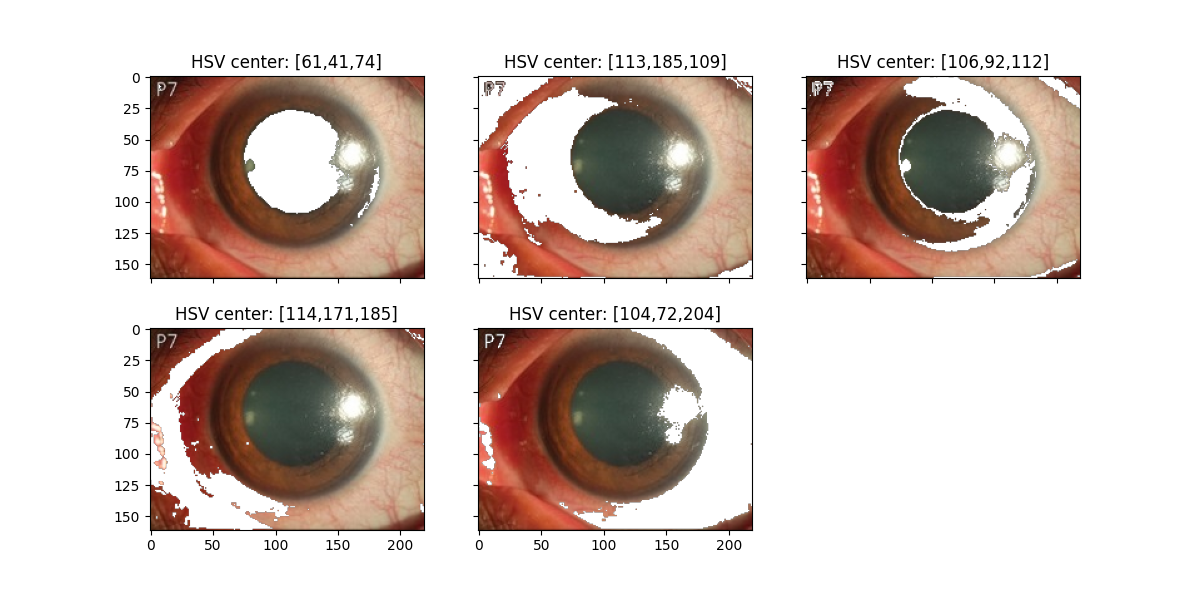 HSV center: [61,41,74]
HSV center: [113,185,109]
HSV center: [106,92,112]
0
25
50
75
100
125
150
P7
P7
P7
HSV center: [114,171,185]
HSV center: [104,72,204]
0
25
50
75
100
125
150
P7
P7
0 50 100 150 200
0 50 100 150 200